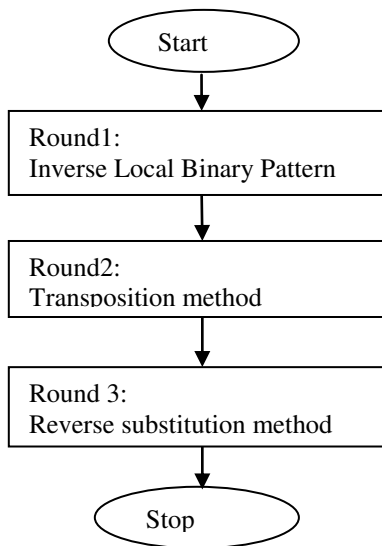 Start
Round1:
Inverse Local Binary Pattern
Round2:
Transposition method
Round 3:
Reverse substitution method
Stop